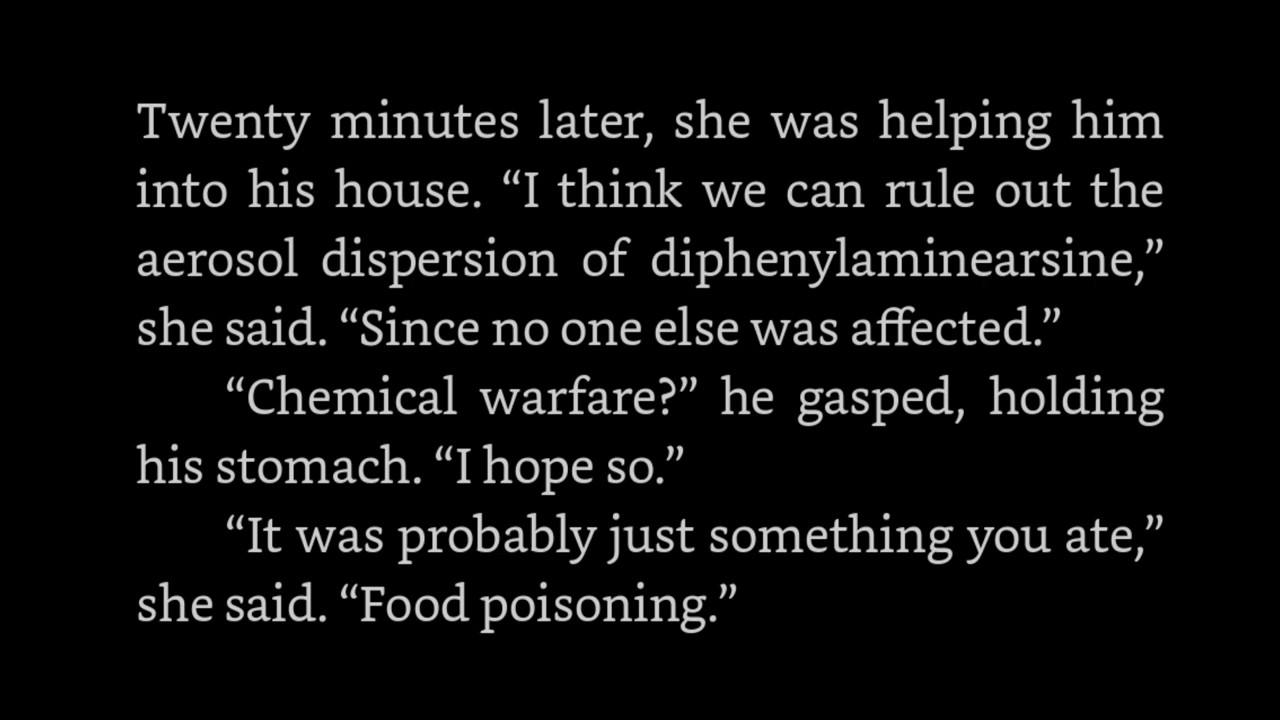 Twenty minutes later, she was helping him
into his house. “I think we can rule out the
aerosol dispersion of diphenylaminearsine,”
she said. “Since no one else was affected.”
“Chemical warfare?” he gasped, holding
his stomach. “I hope so.”
“It was probably just something you ate,”
she said. “Food poisoning.”